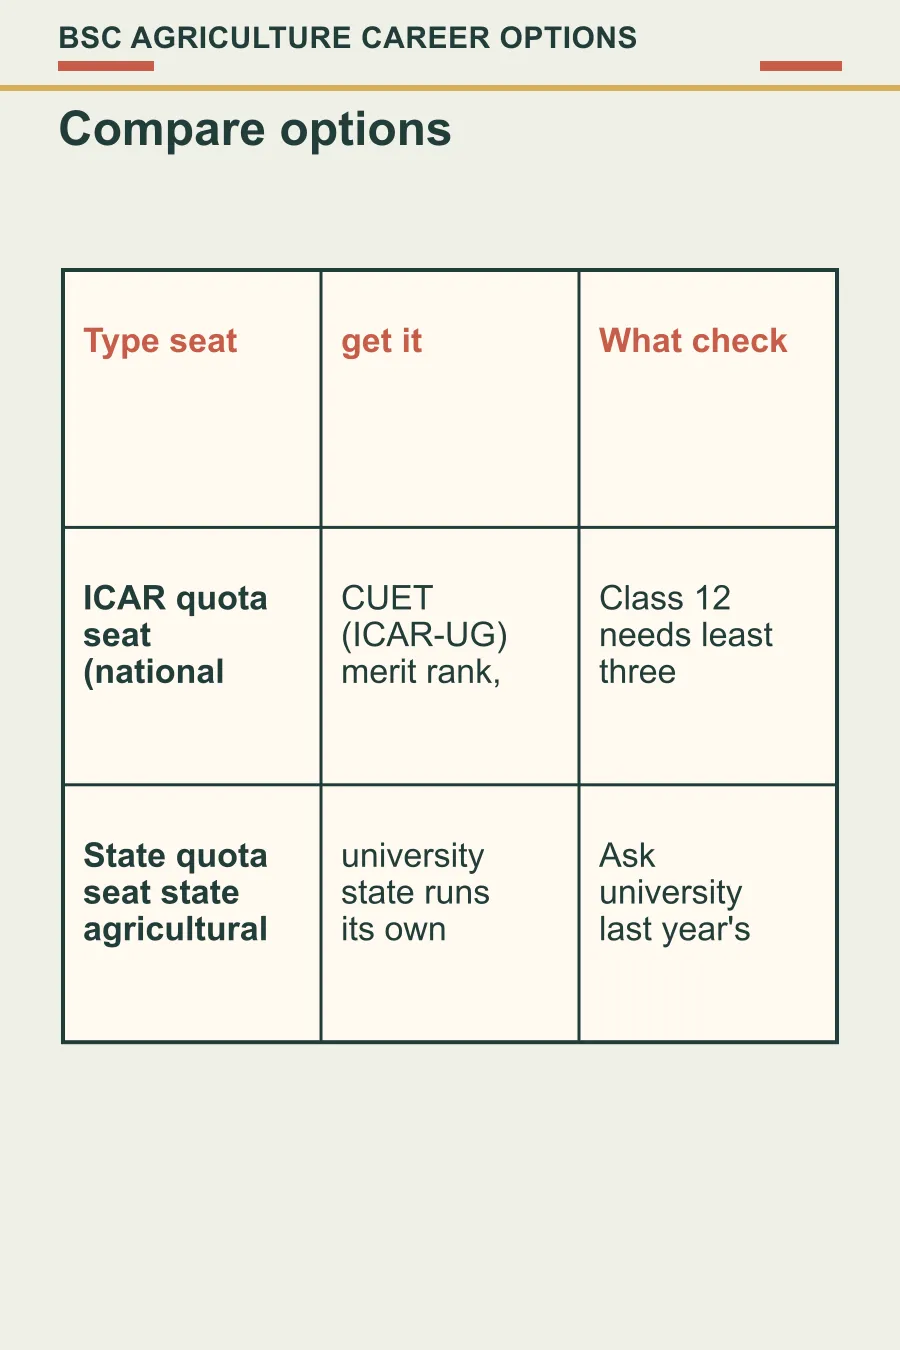 BSC AGRICULTURE CAREER OPTIONS
Compare options
Type seat
get it
What check
ICAR quota
seat
(national
CUET
(ICAR-UG)
merit rank,
Class 12
needs least
three
State quota
seat state
agricultural
university
state runs
its own
Ask
university
last year's